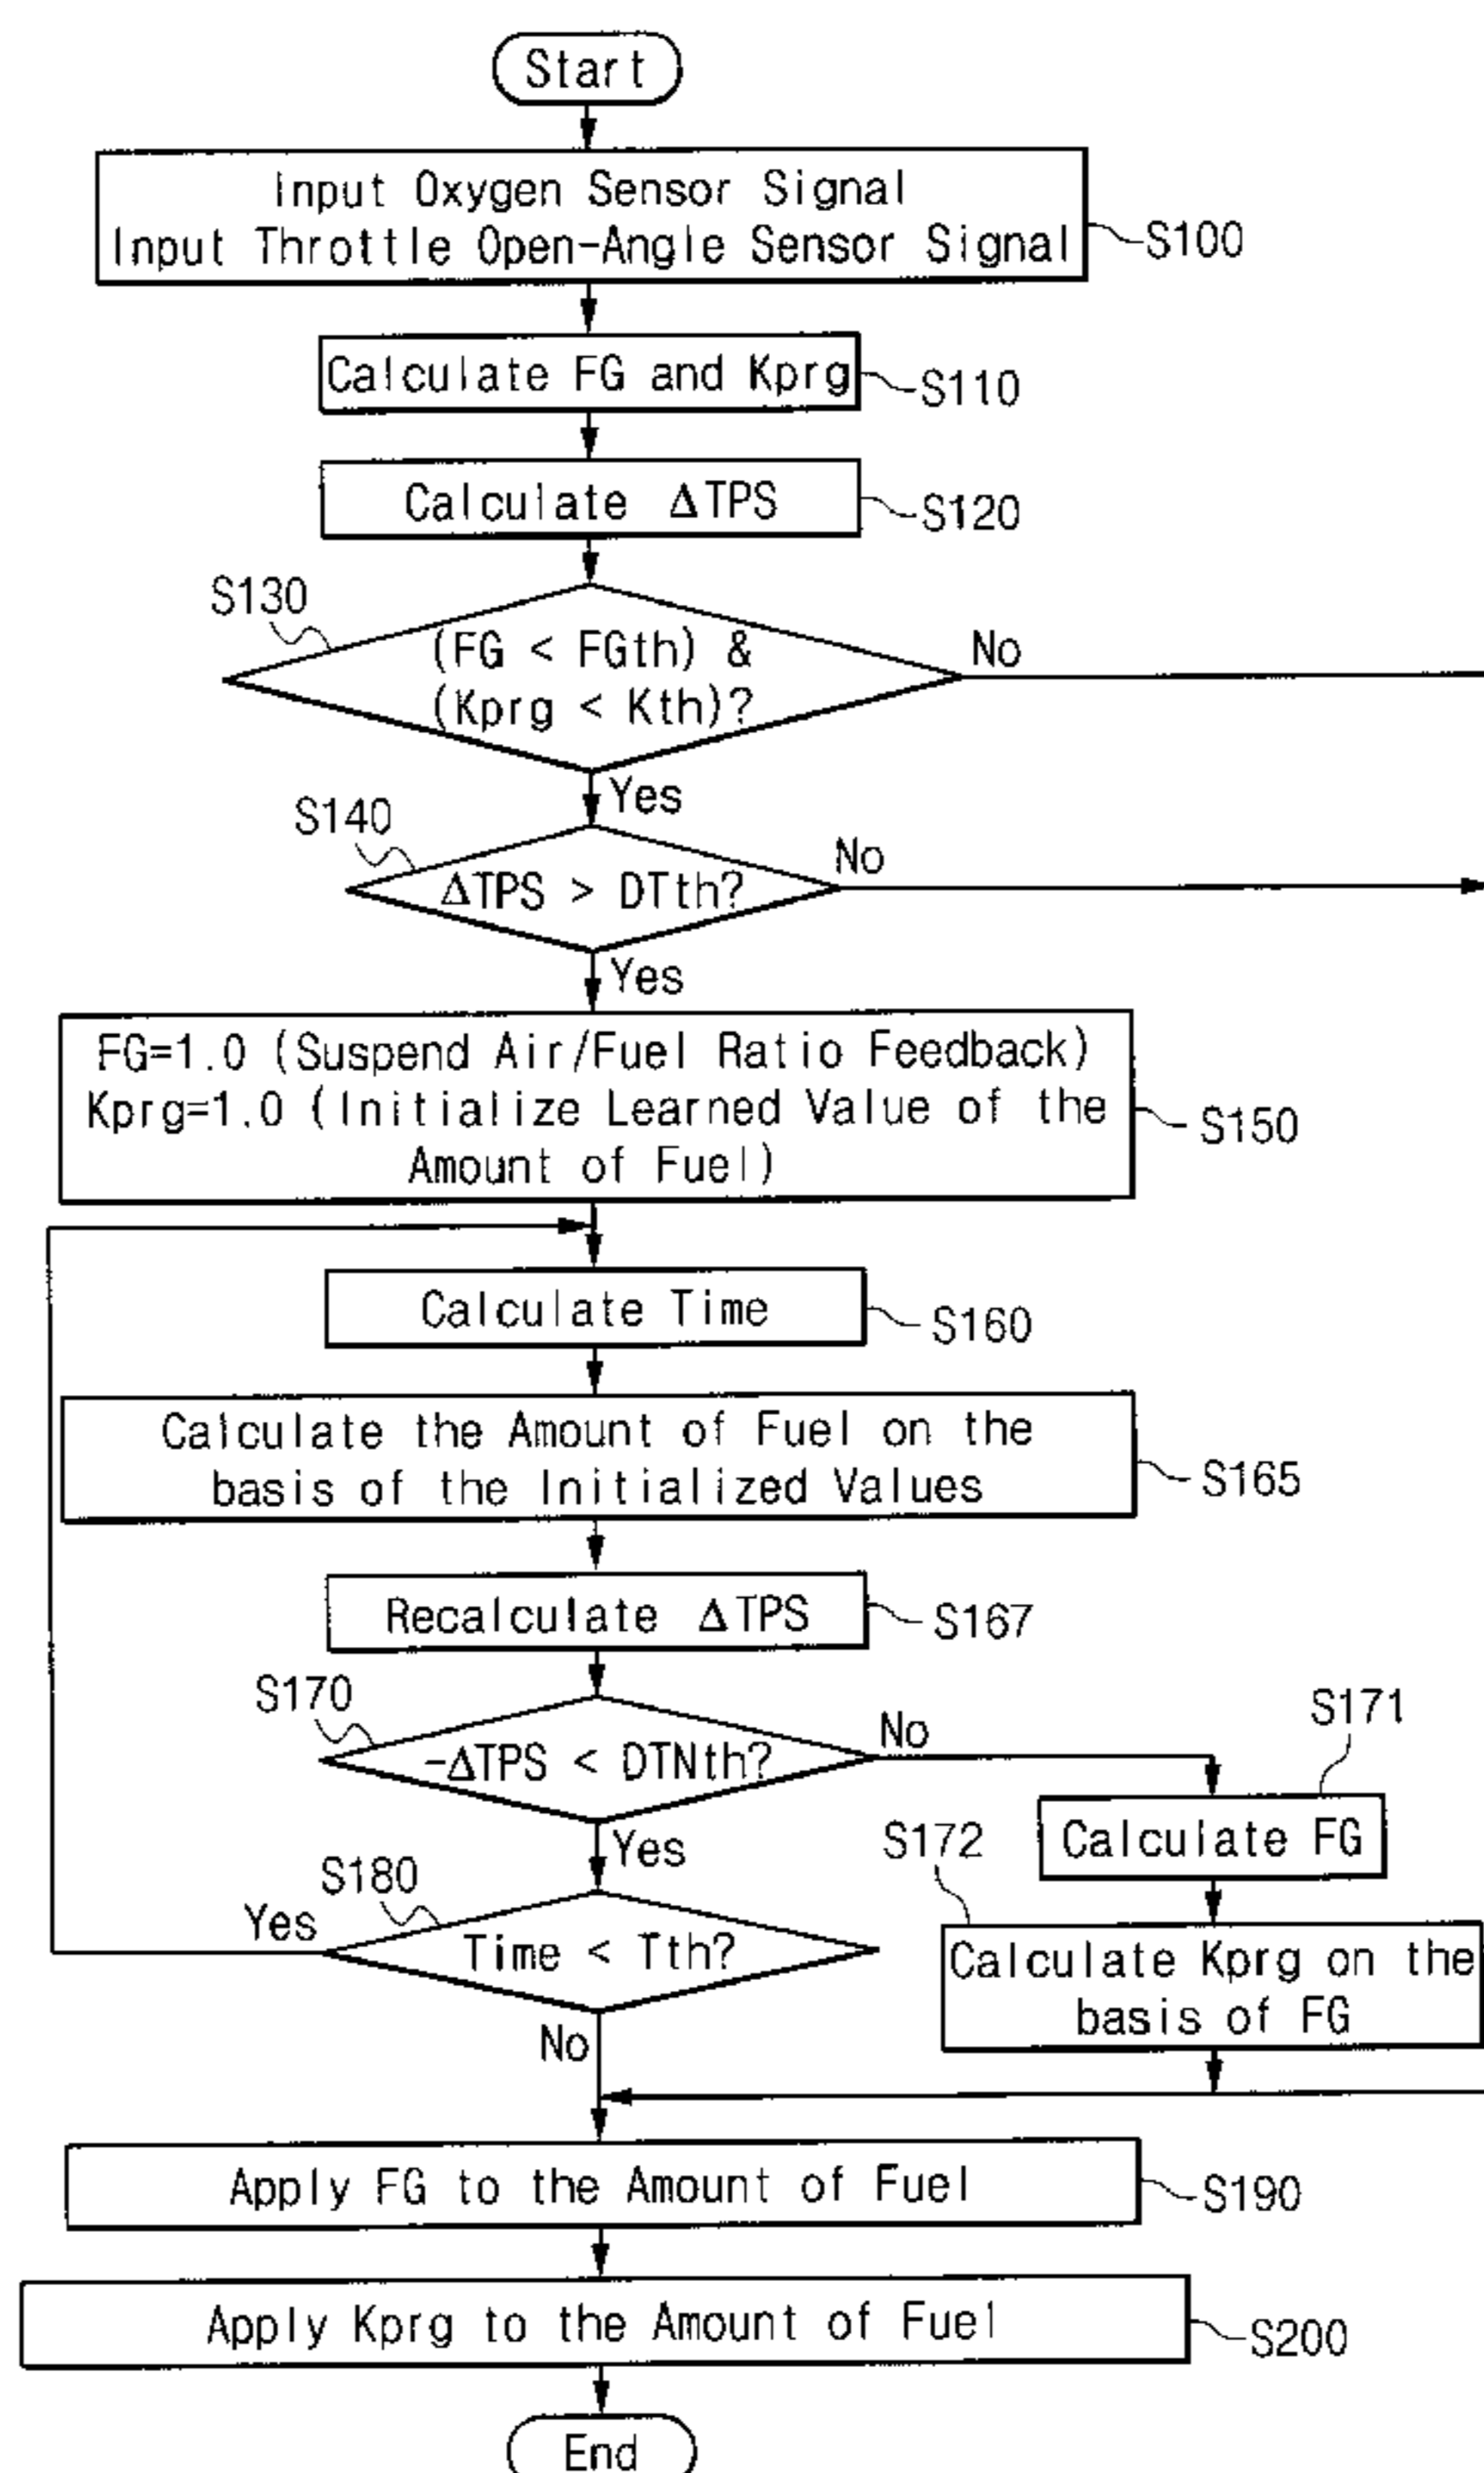 Start
Input Oxygen Sensor Signal
Input Throttle Open-Angle Sensor Signal
S100
Calculate FG and Kprg
S110
Calculate ΔTPS
S120
S130
(FG < FGth) &
(Kprg < Kth)?
No
Yes
S140
ΔTPS > DTth?
No
Yes
FG=1.0 (Suspend Air/Fuel Ratio Feedback)
Kprg=1.0 (Initialize Learned Value of the
Amount of Fuel)
S150
Calculate Time
S160
Calculate the Amount of Fuel on the
basis of the Initialized Values
S165
Recalculate ΔTPS
S167
S170
-ΔTPS < DTNth?
No
Yes
S171
Calculate FG
S172
Calculate Kprg on the
basis of FG
S180
Yes
Time < Tth?
No
Apply FG to the Amount of Fuel
S190
Apply Kprg to the Amount of Fuel
S200
End